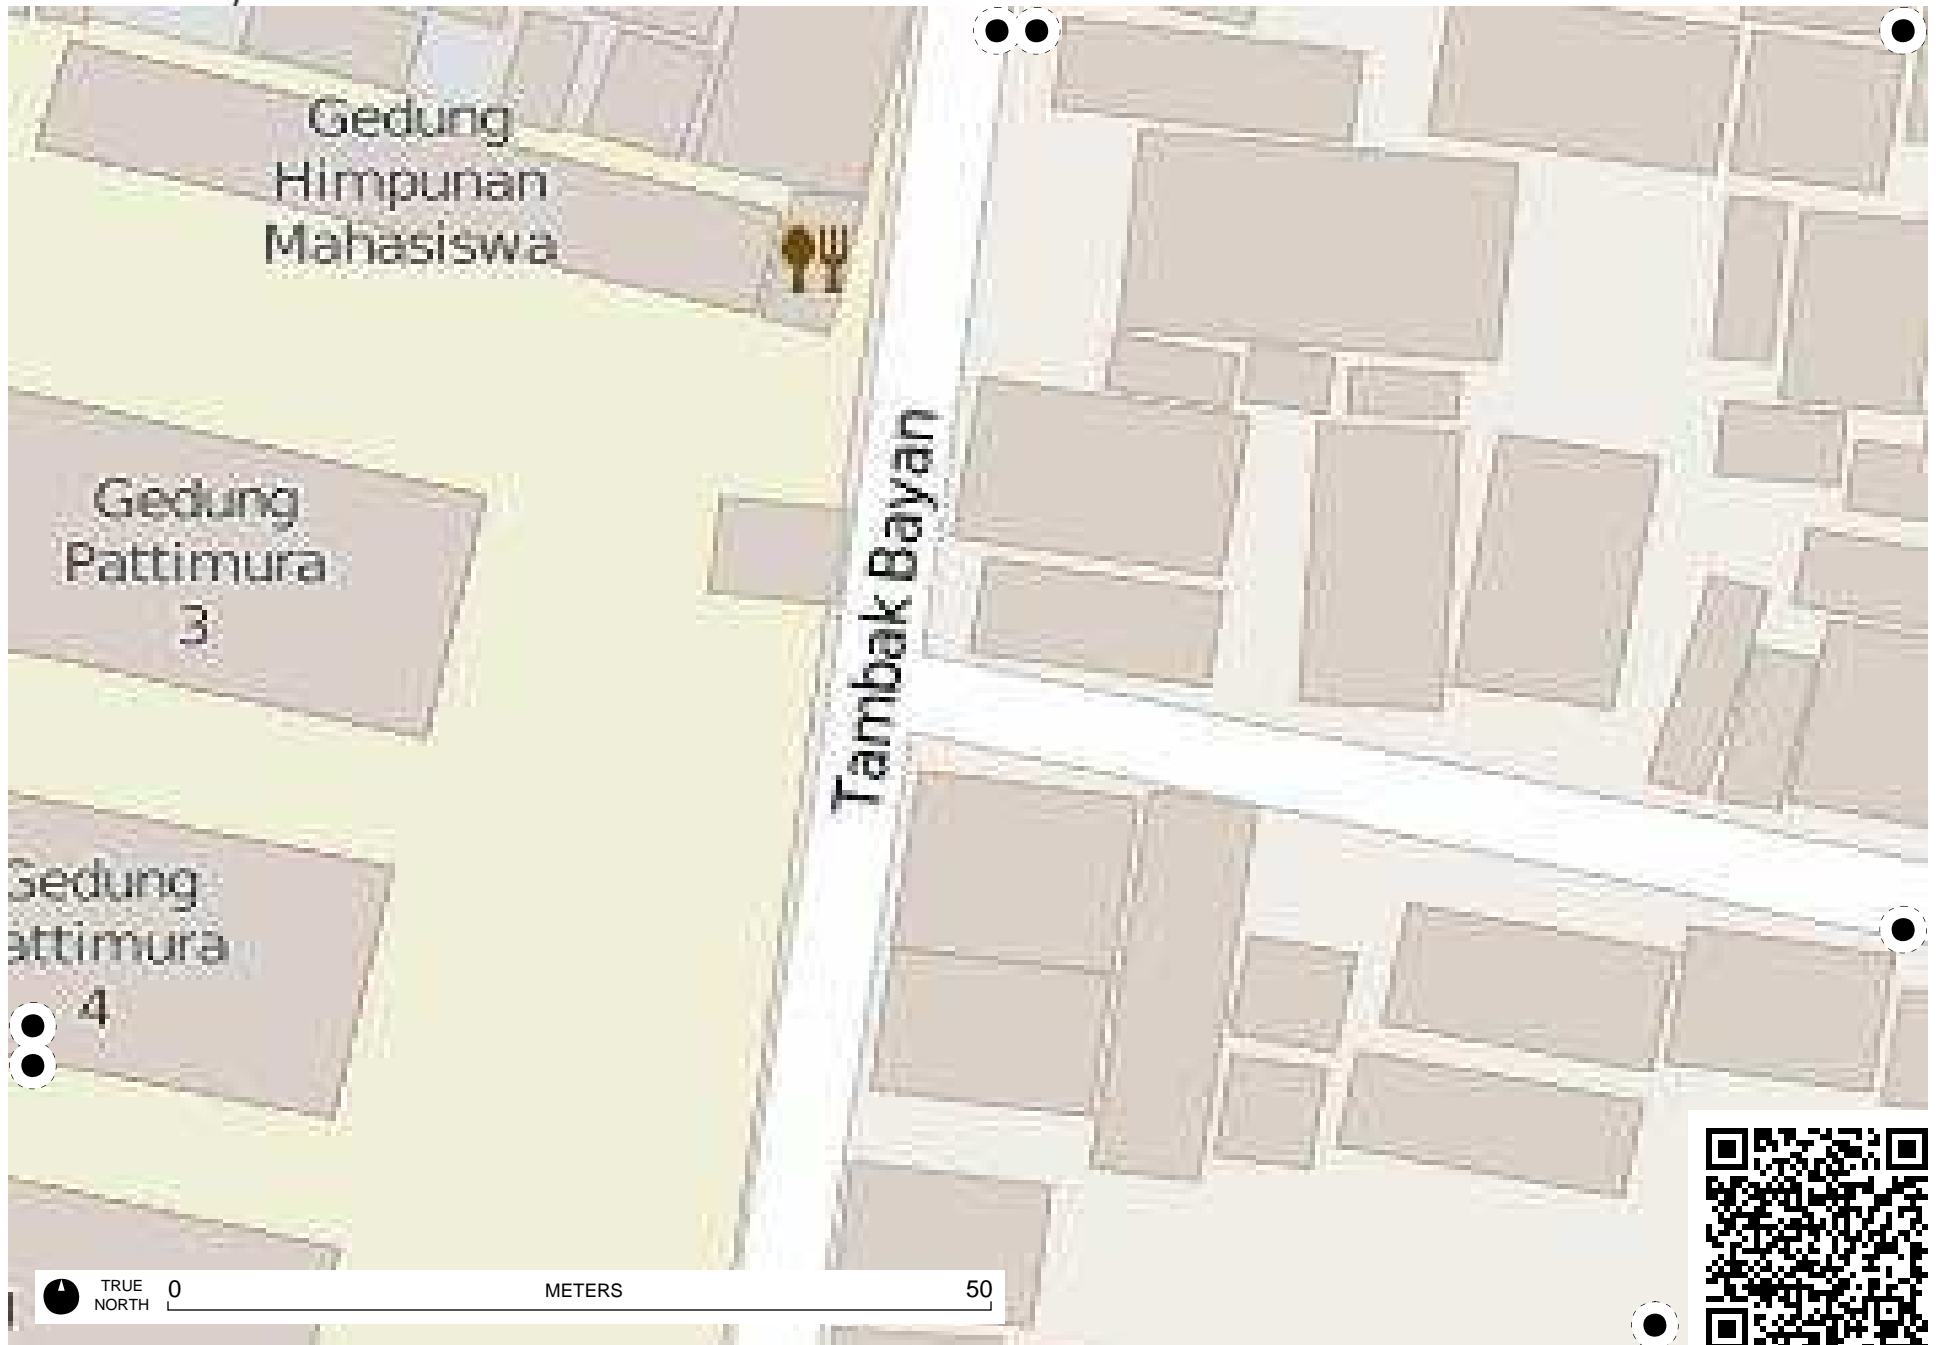 Gedung
Himpunan
Mahasiswa
Gedung
Pattimura
3
Tambak Bayan
Gedung
attimura
4
TRUE
NORTH
0
METERS
50